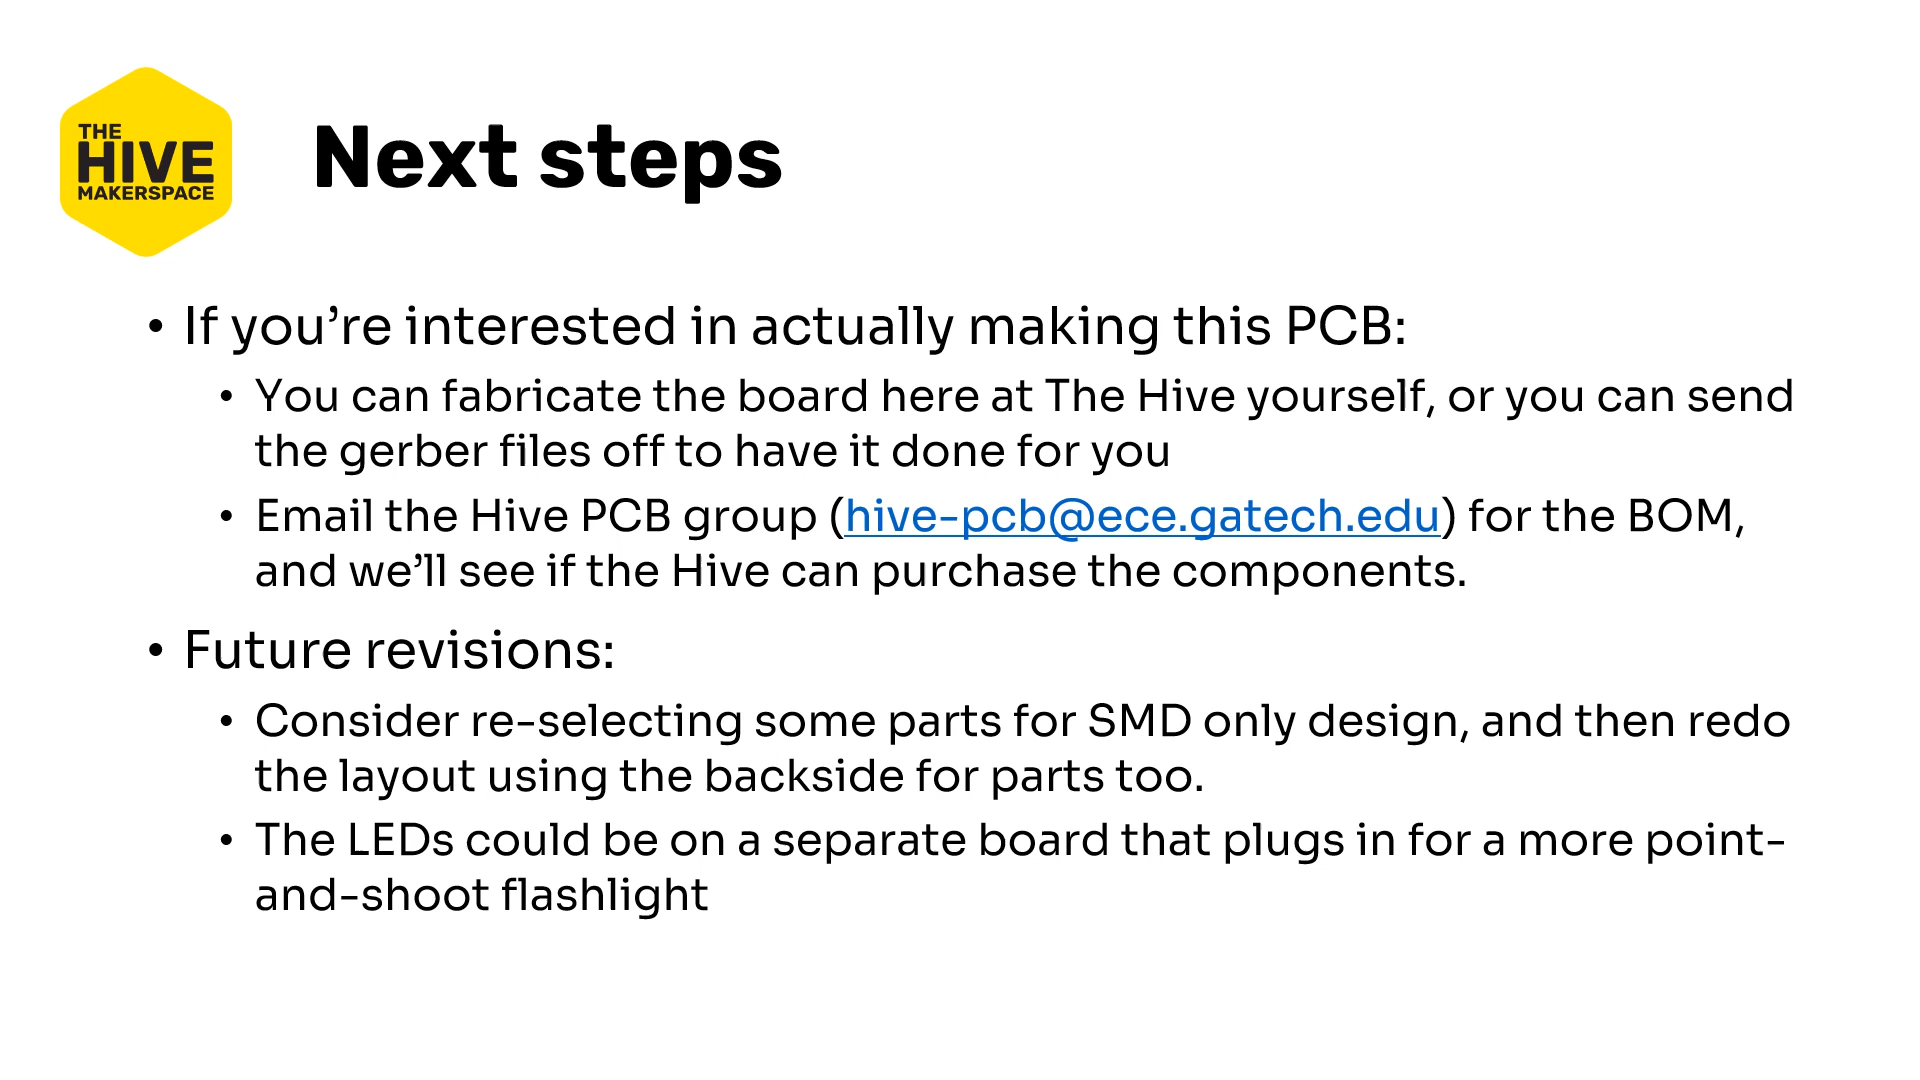 THE
HIVE
MAKERSPACE
Next steps
• If you’re interested in actually making this PCB:
• You can fabricate the board here at The Hive yourself, or you can send
the gerber files off to have it done for you
• Email the Hive PCB group (hive-pcb@ece.gatech.edu) for the BOM,
and we’ll see if the Hive can purchase the components.
• Future revisions:
• Consider re-selecting some parts for SMD only design, and then redo
the layout using the backside for parts too.
• The LEDs could be on a separate board that plugs in for a more point-
and-shoot flashlight